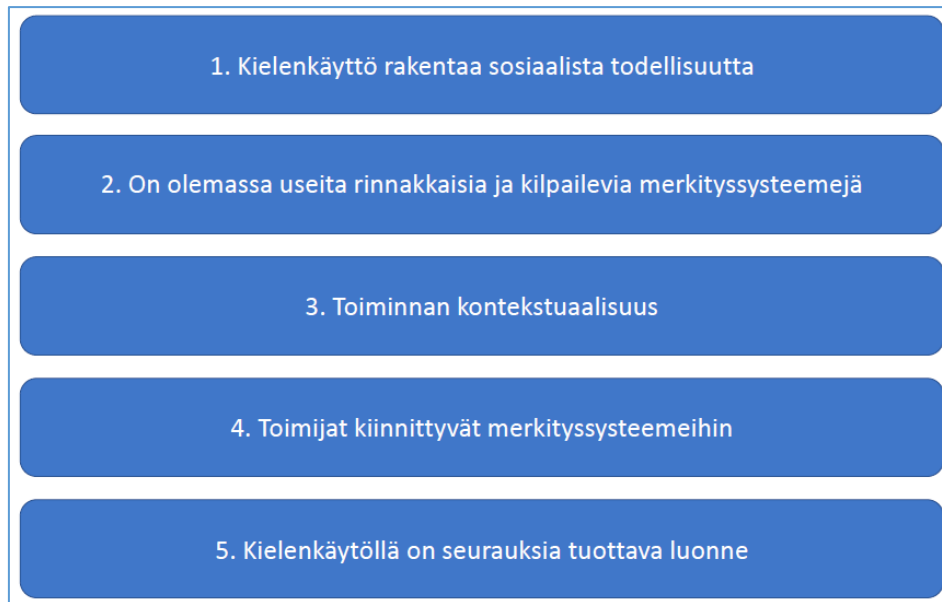 1. Kielenkäyttö rakentaa sosiaalista todellisuutta
2. On olemassa useita rinnakkaisia ja kilpailevia merkityssysteemejä
3. Toiminnan kontekstuaalisuus
4. Toimijat kiinnittyvät merkityssysteemeihin
5. Kielenkäytöllä on seurauksia tuottava luonne